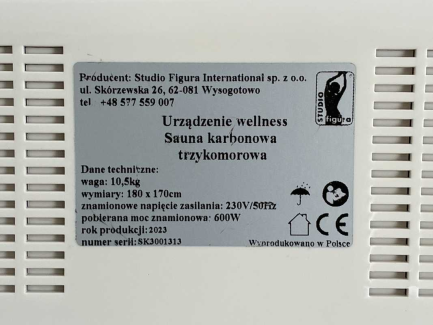 Producent: Studio Figura International sp. z o.o.
ul. Skórzewska 26, 62-081 Wysogotowo
tel +48 577 559 007
STUDIO figura
Urządzenie wellness
Sauna karbonowa
trzykomorowa
Dane techniczne:
waga: 10,5kg
wymiary: 180 x 170cm
znamionowe napięcie zasilania: 230V/50Hz
pobierana moc znamionowa: 600W
rok produkcji: 2023
numer serii: SK3001313
CE
Wyprodukowano w Polsce